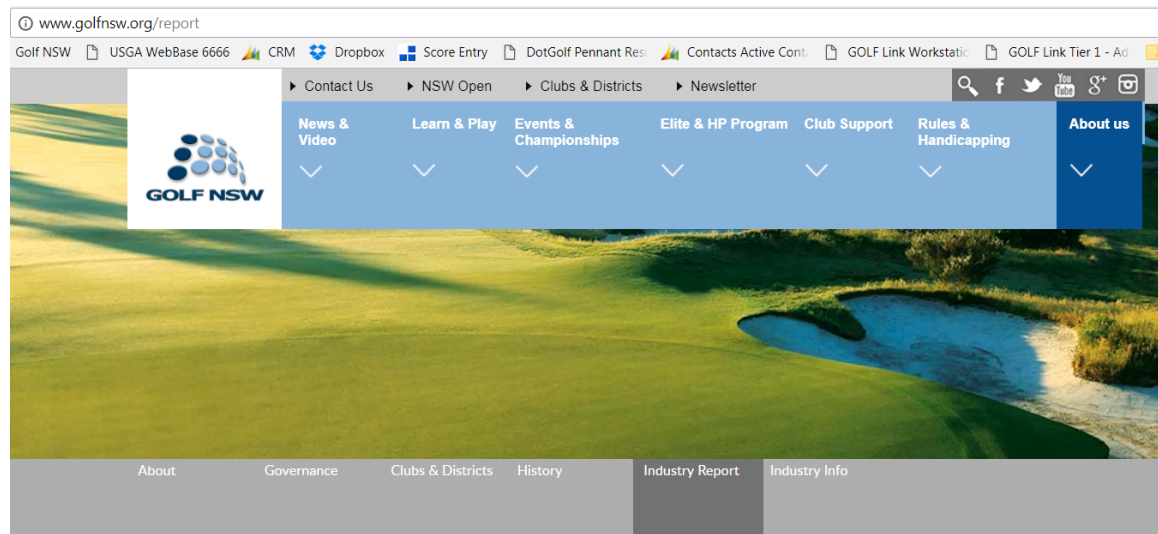 www.golfnsw.org/report
Golf NSW USGA WebBase 6666 CRM Dropbox Score Entry DotGolf Pennant Res Contacts Active Cont GOLF Link Workstatio GOLF Link Tier 1 - Ad
Contact Us NSW Open Clubs & Districts Newsletter You Tube g+
News & Video Learn & Play Events & Championships Elite & HP Program Club Support Rules & Handicapping About us
GOLF NSW
About Governance Clubs & Districts History Industry Report Industry Info